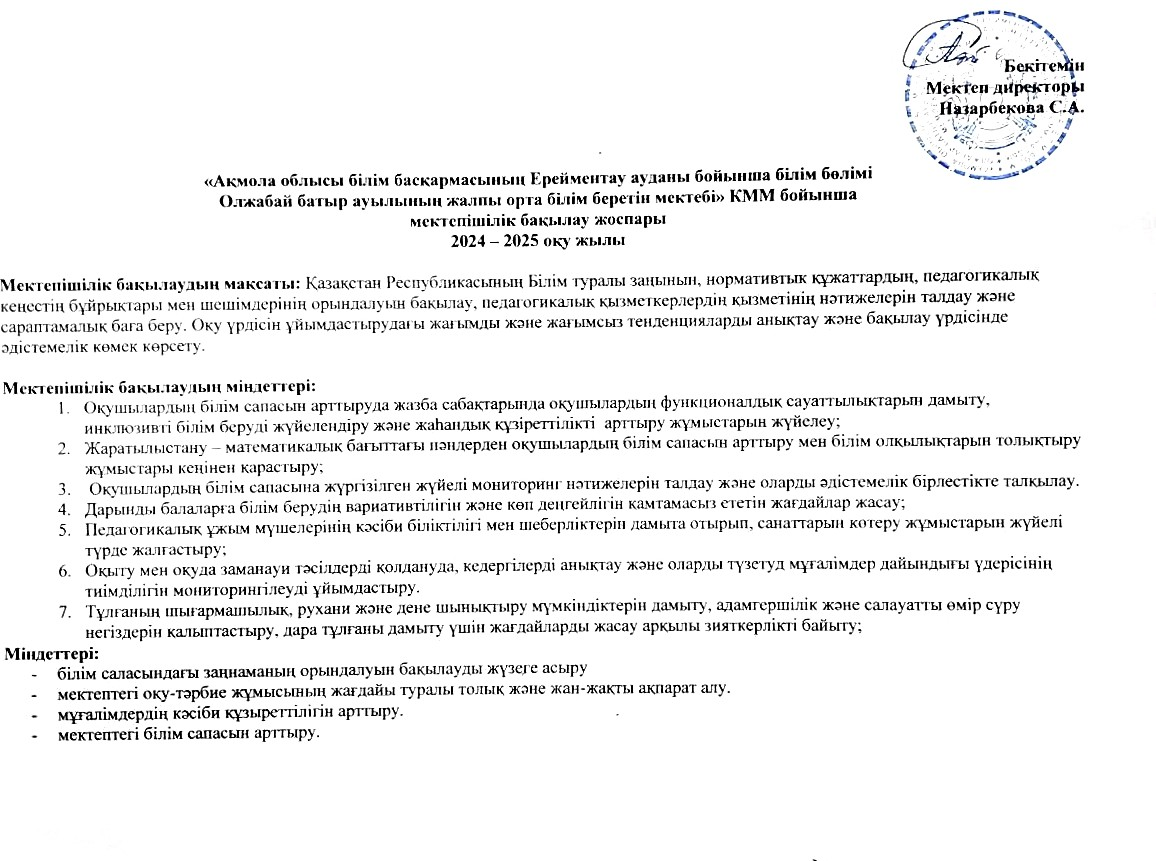 Бекітемін
Мектеп директоры
Назарбекова С.А.
«Ақмола облысы білім басқармасының Ерейментау ауданы бойынша білім бөлімі
Олжабай батыр ауылының жалпы орта білім беретін мектебі» КММ бойынша
мектепішілік бақылау жоспары
2024 – 2025 оқу жылы
Мектепішілік бақылаудың мақсаты: Қазақстан Республикасының Білім туралы заңынын, нормативтык құжаттардың, педагогикалық
кеңестің бұйрықтары мен шешімдерінің орындалуын бақылау, педагогикалық қызметкерлердің қызметінің нәтижелерін талдау және
сараптамалық баға беру. Оқу үрдісін ұйымдастырудағы жағымды және жағымсыз тенденцияларды анықтау және бақылау үрдісінде
әдістемелік көмек көрсету.
Мектепішілік бақылаудың міндеттері:
1. Оқушылардың білім сапасын арттыруда жазба сабақтарында оқушылардың функционалдық сауаттылықтарын дамыту,
инклюзивті білім беруді жүйелендіру және жаһандық құзіреттілікті арттыру жұмыстарын жүйелеу;
2. Жаратылыстану – математикалық бағыттағы пәндерден оқушылардың білім сапасын арттыру мен білім олқылықтарын толықтыру
жұмыстары кеңінен қарастыру;
3. Оқушылардың білім сапасына жүргізілген жүйелі мониторинг нәтижелерін талдау және оларды әдістемелік бірлестікте талқылау.
4. Дарынды балаларға білім берудің вариативтілігін және көп деңгейлігін қамтамасыз ететін жағдайлар жасау;
5. Педагогикалық ұжым мүшелерінің кәсіби біліктілігі мен шеберліктерін дамыта отырып, санаттарын көтеру жұмыстарын жүйелі
түрде жалғастыру;
6. Оқыту мен оқуда заманауи тәсілдерді қолдануда, кедергілерді анықтау және оларды түзетуд мұғалімдер дайындығы үдерісінің
тиімділігін мониторингілеуді ұйымдастыру.
7. Тұлғаның шығармашылық, рухани және дене шынықтыру мүмкіндіктерін дамыту, адамгершілік және салауатты өмір сүру
негіздерін қалыптастыру, дара тұлғаны дамыту үшін жағдайларды жасау арқылы зияткерлікті байыту;
Міндеттері:
- білім саласындағы заңнаманың орындалуын бақылауды жүзеге асыру
- мектептегі оқу-тәрбие жұмысының жағдайы туралы толық және жан-жақты ақпарат алу.
- мұғалімдердің кәсіби құзыреттілігін арттыру.
- мектептегі білім сапасын арттыру.